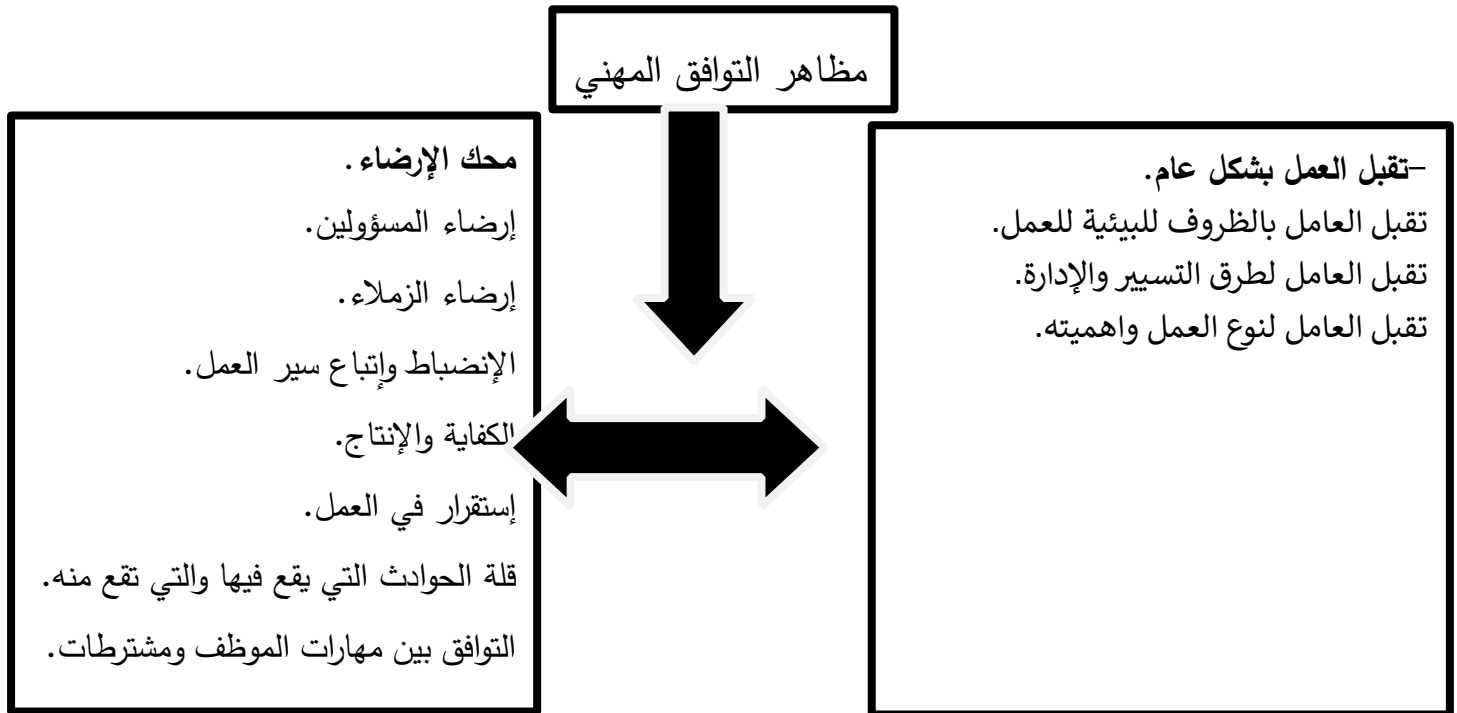 مظاهر التوافق المهني
–تقبل العمل بشكل عام.
تقبل العامل بالظروف للبيئية للعمل.
تقبل العامل لطرق التسيير والإدارة.
تقبل العامل لنوع العمل واهميته.
محك الإرضاء.
إرضاء المسؤولين.
إرضاء الزملاء.
الإنضباط وإتباع سير العمل.
الكفاية والإنتاج.
إستقرار في العمل.
قلة الحوادث التي يقع فيها والتي تقع منه.
التوافق بين مهارات الموظف ومشترطات.